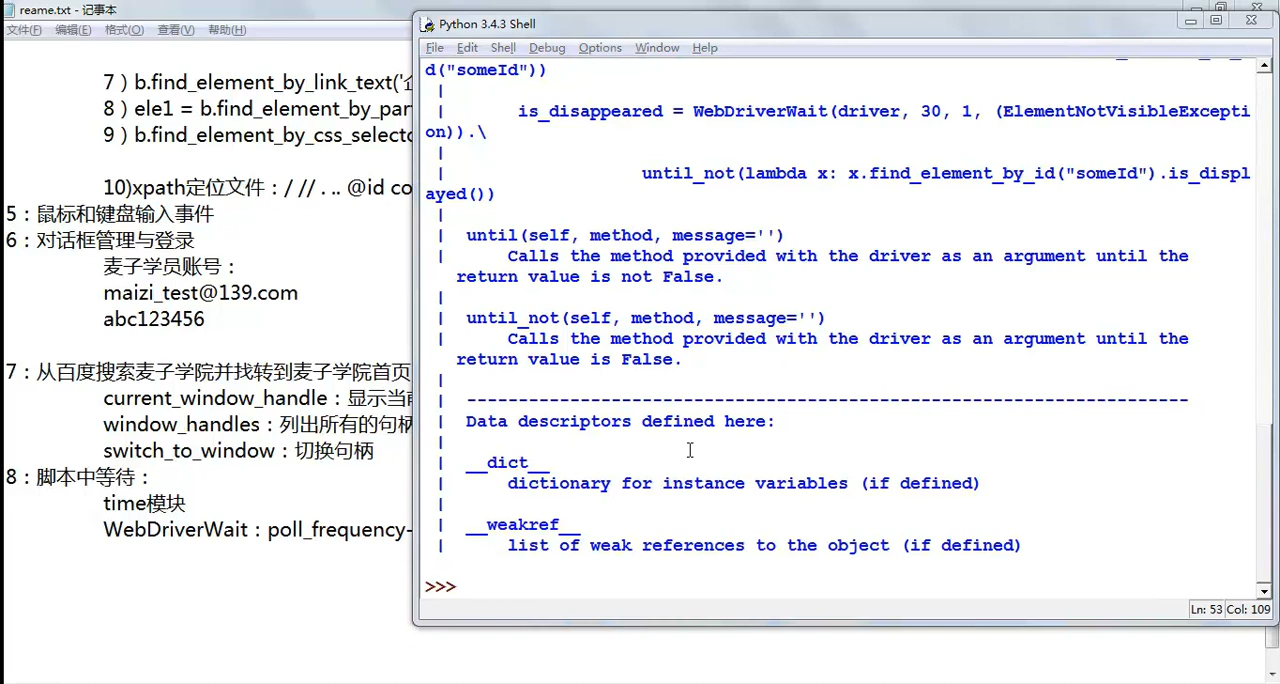 reame.txt - 记事本
文件(F) 编辑(E) 格式(O) 查看(V) 帮助(H)
7）b.find_element_by_link_text('
8）ele1 = b.find_element_by_par
9）b.find_element_by_css_selecto
10)xpath定位文件：/ // . .. @id co
5：鼠标和键盘输入事件
6：对话框管理与登录
麦子学员账号：
maizi_test@139.com
abc123456
7：从百度搜索麦子学院并找转到麦子学院首页
current_window_handle：显示当前
window_handles：列出所有的句柄
switch_to_window：切换句柄
8：脚本中等待：
time模块
WebDriverWait：poll_frequency-
Python 3.4.3 Shell
File Edit Shell Debug Options Window Help
d("someId"))
|
| is_disappeared = WebDriverWait(driver, 30, 1, (ElementNotVisibleExcepti
on)).\
|
| until_not(lambda x: x.find_element_by_id("someId").is_displ
ayed())
|
| until(self, method, message='')
| Calls the method provided with the driver as an argument until the
return value is not False.
|
| until_not(self, method, message='')
| Calls the method provided with the driver as an argument until the
return value is False.
|
| ----------------------------------------------------------------------
| Data descriptors defined here:
|
| __dict__
| dictionary for instance variables (if defined)
|
| __weakref__
| list of weak references to the object (if defined)
>>>
Ln: 53 Col: 109